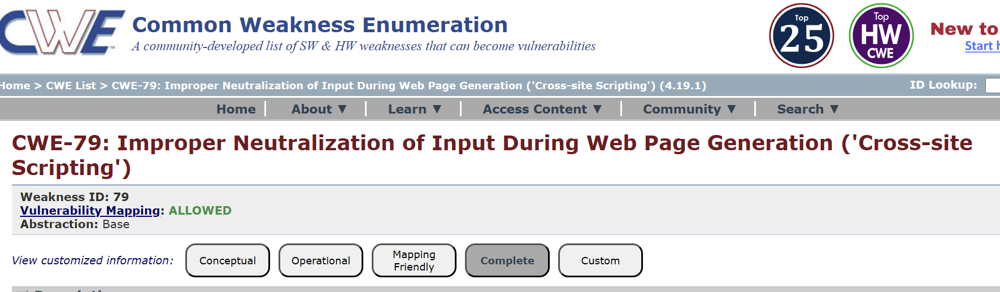 CWE
Common Weakness Enumeration
A community-developed list of SW & HW weaknesses that can become vulnerabilities
Top
25
Top
HW
CWE
New to
Start
Home > CWE List > CWE-79: Improper Neutralization of Input During Web Page Generation ('Cross-site Scripting') (4.19.1)
ID Lookup:
Home
About ▼
Learn ▼
Access Content ▼
Community ▼
Search ▼
CWE-79: Improper Neutralization of Input During Web Page Generation ('Cross-site
Scripting')
Weakness ID: 79
Vulnerability Mapping: ALLOWED
Abstraction: Base
View customized information:
Conceptual
Operational
Mapping
Friendly
Complete
Custom